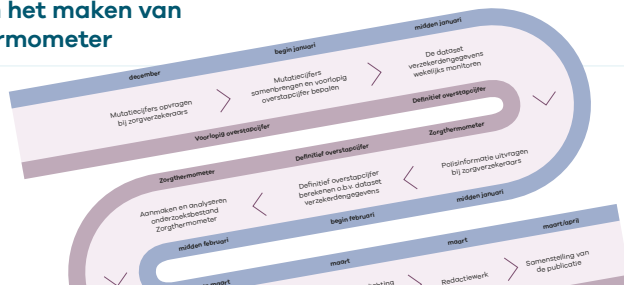 het maken van
rmometer
december
begin januari
midden januari
Mutatiecijfers opvragen
bij zorgverzekeraars
Mutatiecijfers
samenbrengen en voorlopig
overstapcijfer bepalen
De dataset
verzekerdengegevens
wekelijks monitoren
Voorlopig overstapcijfer
Definitief overstapcijfer
Zorgthermometer
Definitief overstapcijfer
Zorgthermometer
Aanmaken en analyseren
onderzoeksbestand
Zorgthermometer
Definitief overstapcijfer
berekenen o.b.v. dataset
verzekerdengegevens
Polisinformatie uitvragen
bij zorgverzekeraars
midden februari
begin februari
midden januari
maart
maart
maart
maart/april
Redactiewerk
Samenstelling van
de publicatie